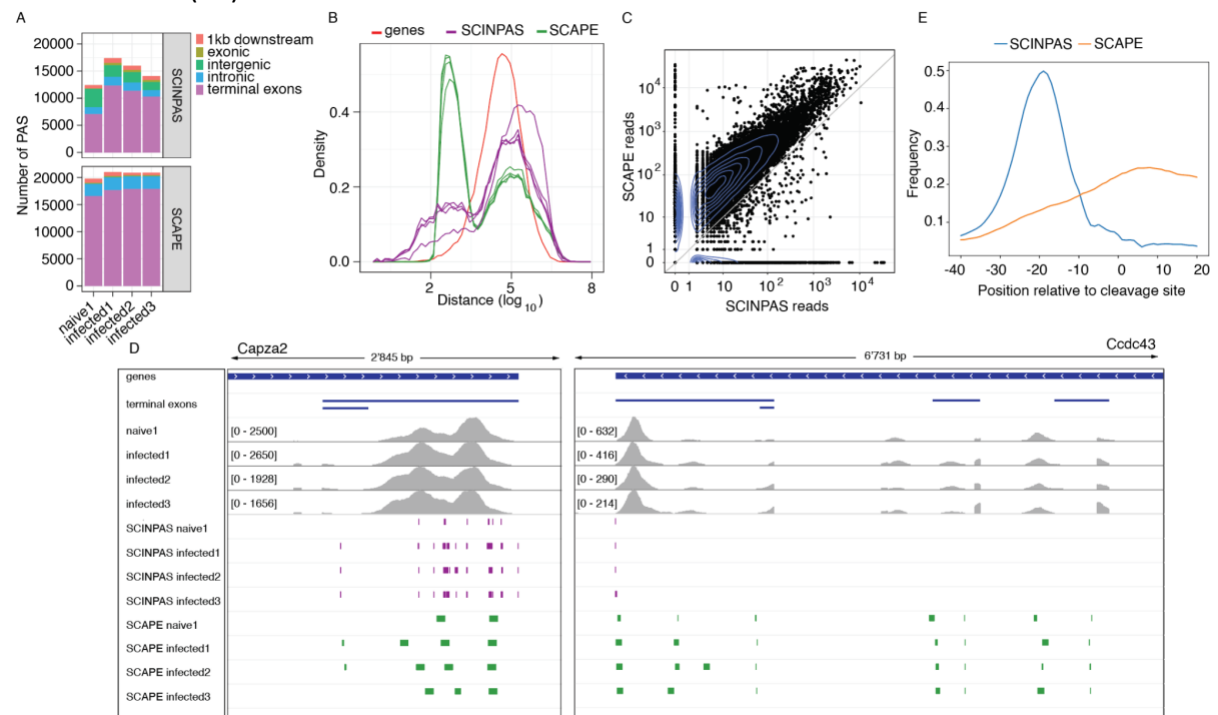 A
Number of PAS
20000
15000
10000
5000
0
SCINPAS
20000
15000
10000
5000
0
SCAPE
naive1
infected1
infected2
infected3
1kb downstream
exonic
intergenic
intronic
terminal exons
B
genes SCINPAS SCAPE
Density
0.4
0.2
0.0
2 5 8
Distance (log10)
C
SCAPE reads
10^4
10^3
10^2
10
1
0
0 1 10 10^2 10^3 10^4
SCINPAS reads
E
SCINPAS SCAPE
Frequency
0.5
0.4
0.3
0.2
0.1
-40 -30 -20 -10 0 10 20
Position relative to cleavage site
D
Capza2
2'845 bp
Ccdc43
6'731 bp
genes
terminal exons
naive1 [0 - 2500] [0 - 632]
infected1 [0 - 2650] [0 - 416]
infected2 [0 - 1928] [0 - 290]
infected3 [0 - 1656] [0 - 214]
SCINPAS naive1
SCINPAS infected1
SCINPAS infected2
SCINPAS infected3
SCAPE naive1
SCAPE infected1
SCAPE infected2
SCAPE infected3